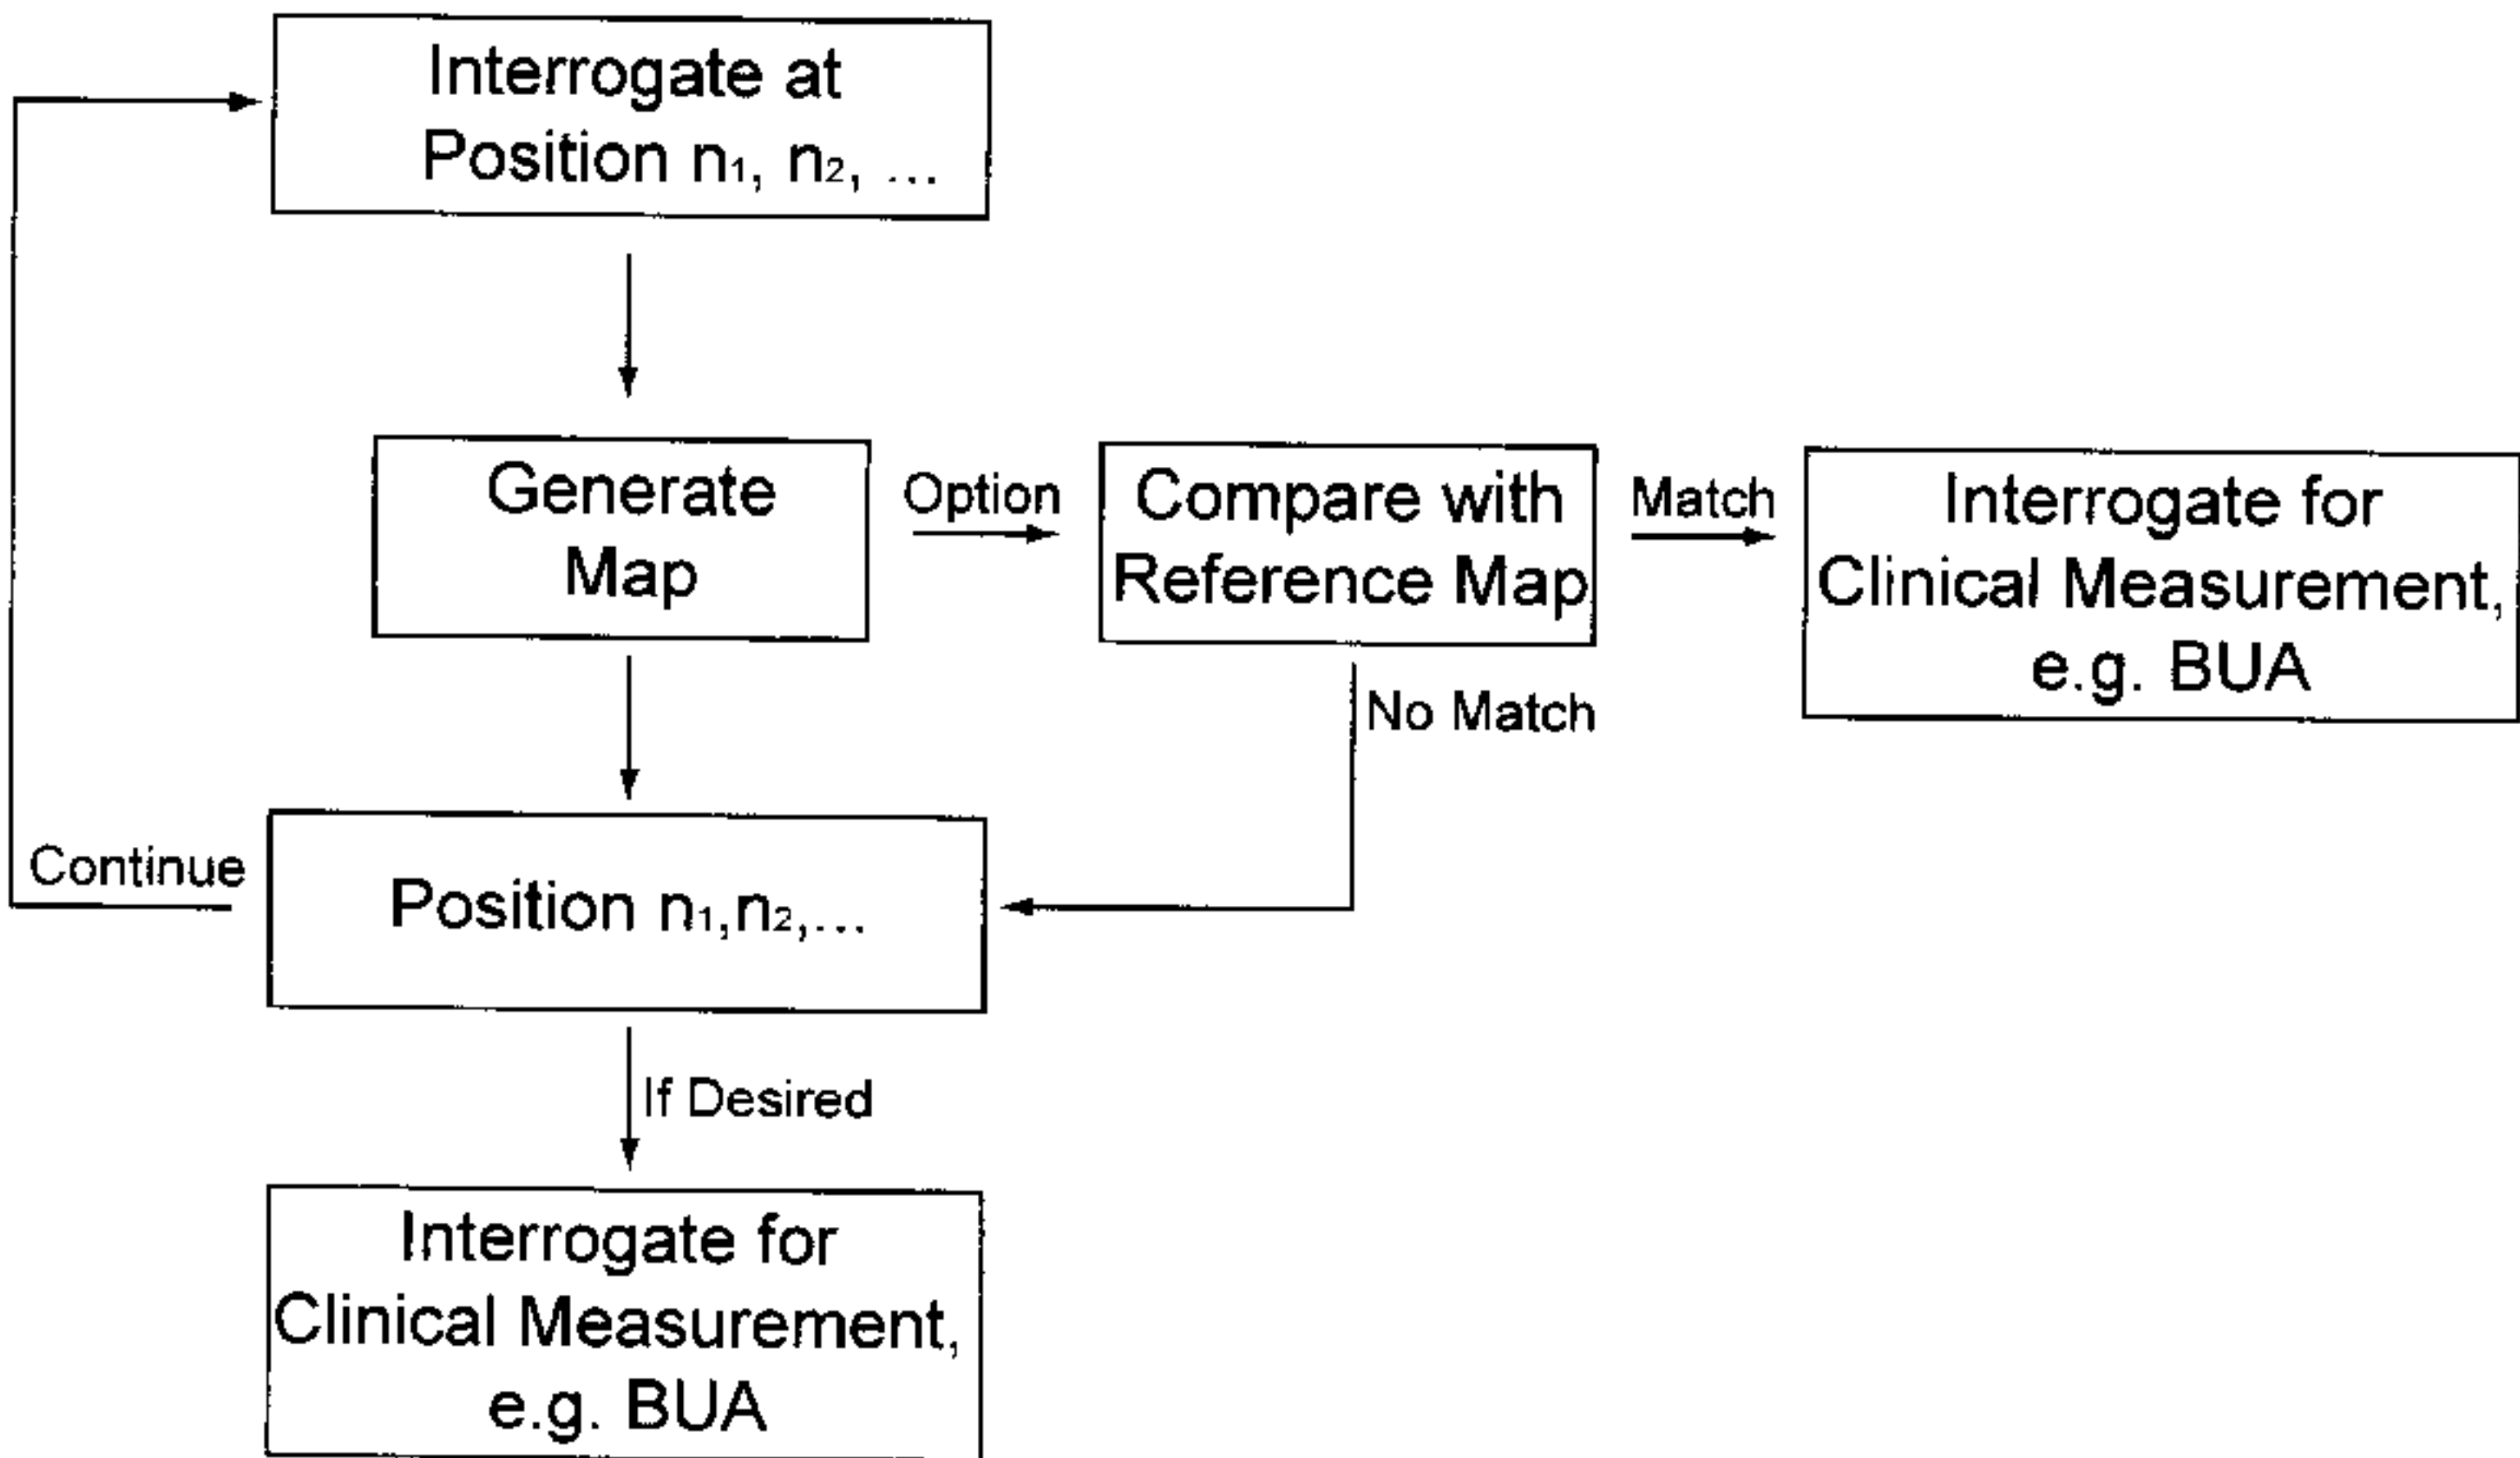 Interrogate at
Position n₁, n₂, ...
Generate
Map
Option
Compare with
Reference Map
Match
Interrogate for
Clinical Measurement,
e.g. BUA
No Match
Continue
Position n₁,n₂,...
If Desired
Interrogate for
Clinical Measurement,
e.g. BUA